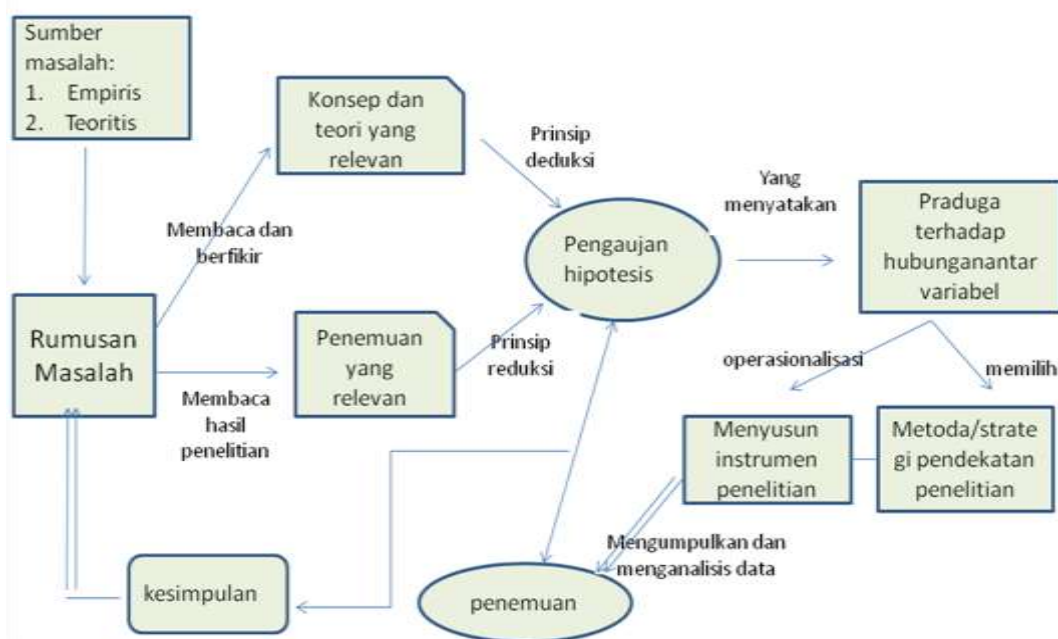 Sumber
masalah:
1. Empiris
2. Teoritis
Konsep dan
teori yang
relevan
Prinsip
deduksi
Membaca dan
berfikir
Pengaujan
hipotesis
Yang
menyatakan
Praduga
terhadap
hubunganantar
variabel
Rumusan
Masalah
Penemuan
yang
relevan
Prinsip
reduksi
Membaca
hasil
penelitian
operasionalisasi
memilih
Menyusun
instrumen
penelitian
Metoda/strate
gi pendekatan
penelitian
Mengumpulkan dan
menganalisis data
kesimpulan
penemuan